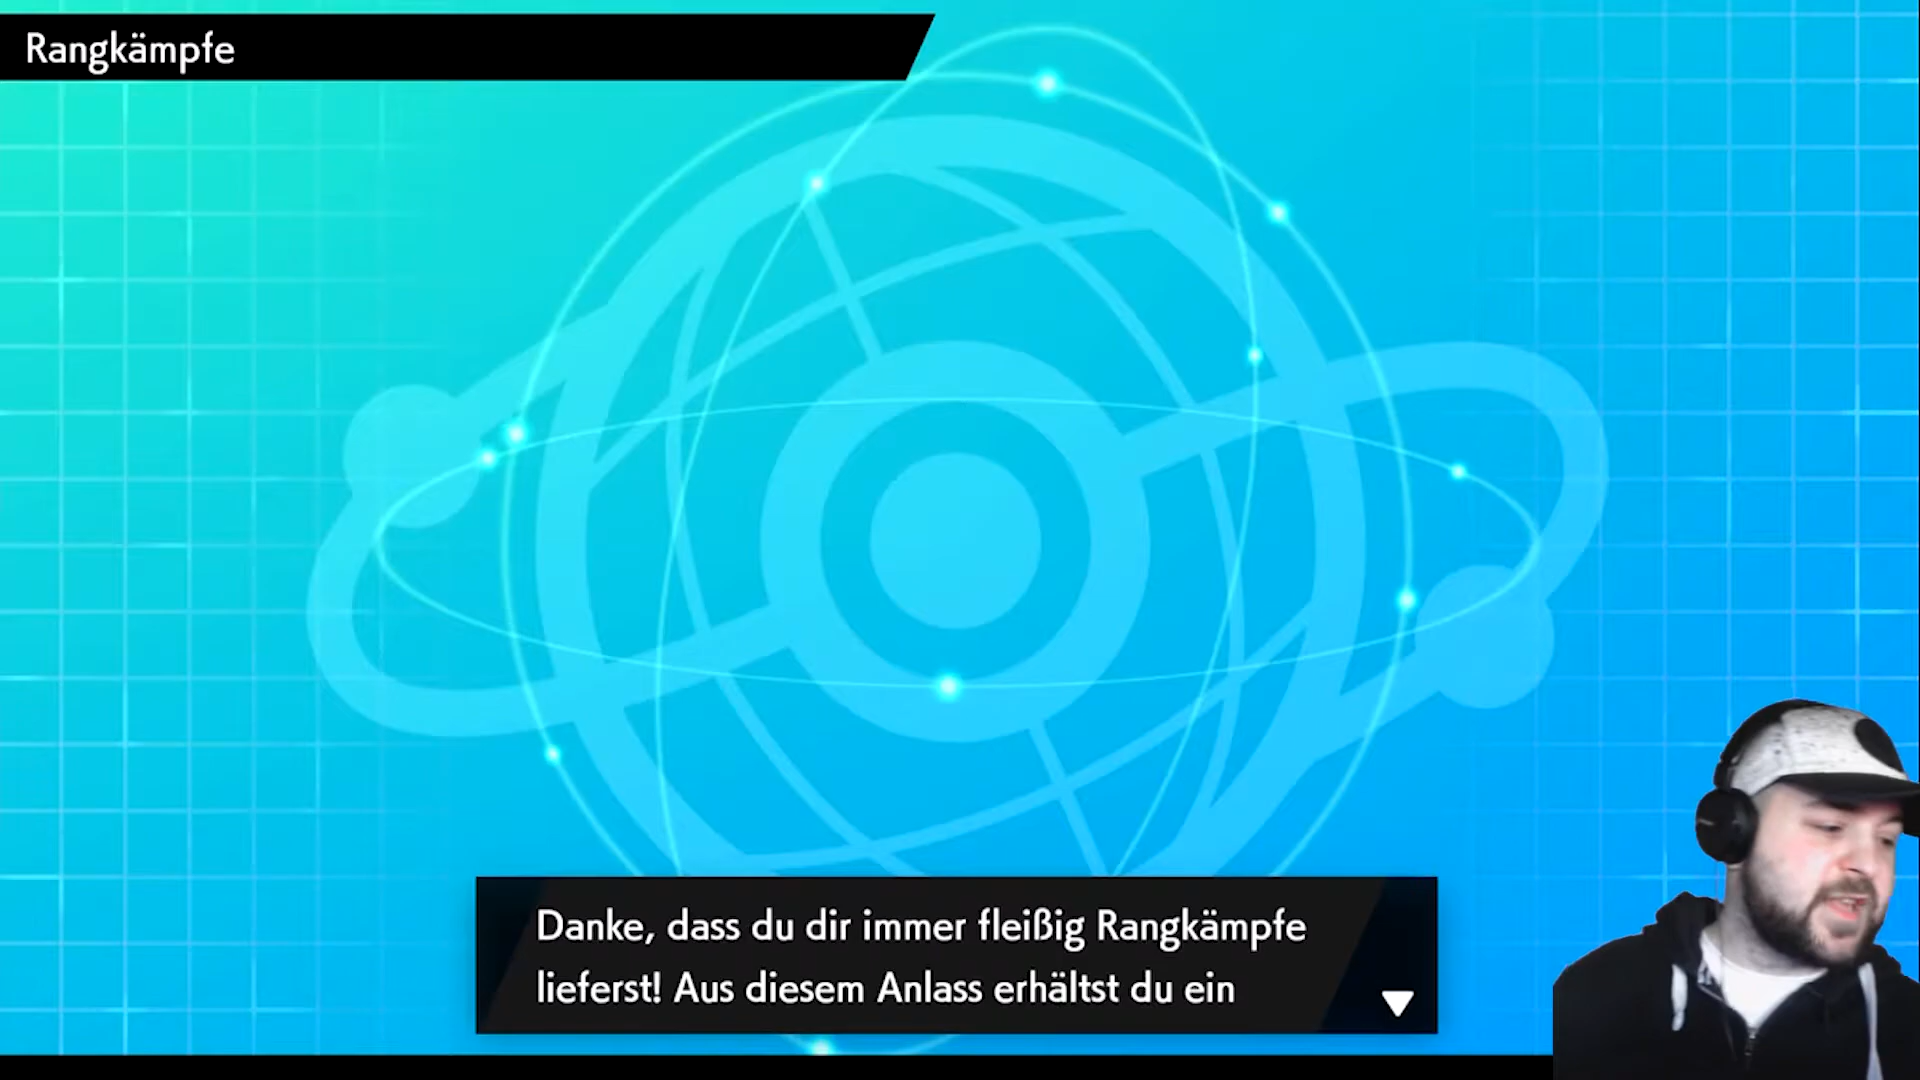 Rangkämpfe
Danke, dass du dir immer fleißig Rangkämpfe
lieferst! Aus diesem Anlass erhältst du ein